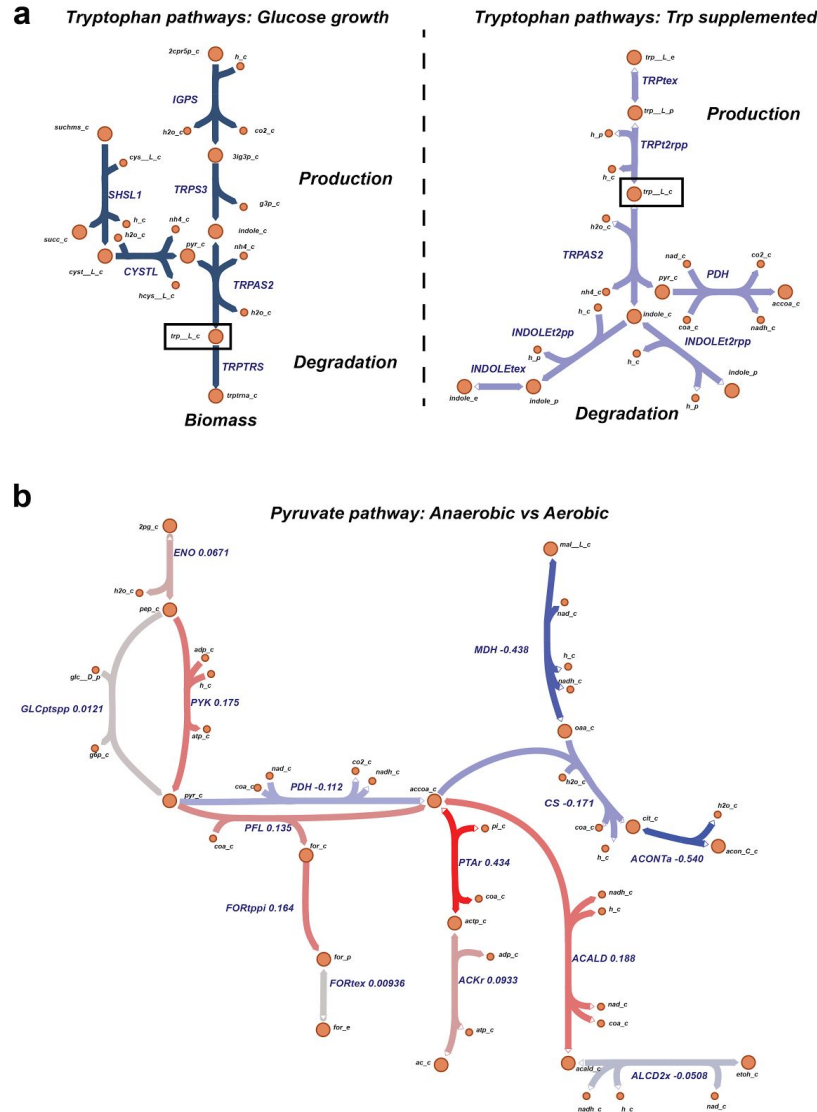 a
Tryptophan pathways: Glucose growth
Tryptophan pathways: Trp supplemented
2cpr5p_c
h_c
IGPS
h2o_c
co2_c
suchms_c
cys__L_c
3ig3p_c
Production
SHSL1
TRPS3
g3p_c
h_c
nh4_c
succ_c
h2o_c
indole_c
cyst__L_c
CYSTL
pyr_c
nh4_c
hcys__L_c
TRPAS2
h2o_c
trp__L_c
Degradation
TRPTRS
trptrna_c
Biomass
trp__L_e
TRPtex
trp__L_p
Production
h_p
TRPt2rpp
h_c
trp__L_c
h2o_c
TRPAS2
nad_c
co2_c
PDH
pyr_c
nh4_c
accoa_c
h_c
indole_c
coa_c
nadh_c
INDOLEt2pp
INDOLEt2rpp
h_p
h_c
INDOLEtex
indole_p
indole_e
indole_p
h_p
Degradation
b
Pyruvate pathway: Anaerobic vs Aerobic
2pg_c
mal__L_c
ENO 0.0671
h2o_c
pep_c
nad_c
adp_c
MDH -0.438
h_c
glc__D_p
h_c
nadh_c
GLCptspp 0.0121
PYK 0.175
oaa_c
atp_c
g6p_c
co2_c
nad_c
nadh_c
h2o_c
PDH -0.112
coa_c
pyr_c
accoa_c
CS -0.171
h2o_c
cit_c
PFL 0.135
pi_c
coa_c
coa_c
for_c
h_c
ACONTa -0.540
acon_C_c
PTAr 0.434
nadh_c
coa_c
h_c
FORtppi 0.164
actp_c
for_p
adp_c
ACALD 0.188
FORtex 0.00936
ACKr 0.0933
nad_c
coa_c
for_e
atp_c
ac_c
acald_c
etoh_c
ALCD2x -0.0508
nadh_c
h_c
nad_c